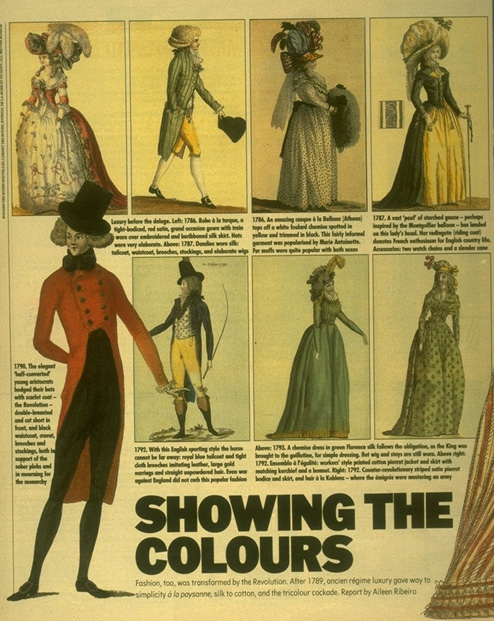 Luxury before the deluge. Left: 1786. Robe à la turque, a
tight-bodiced, red satin, grand occasion gown with train
worn over embroidered and beribboned silk skirt. Hats
were very elaborate. Above: 1787. Dandies wore silk:
tailcoat, waistcoat, breeches, stockings, and elaborate wigs
1786. An amazing coupe à la Bellona (Athena)
tops off a white foulard chemise spotted in
yellow and trimmed in black. This fairly informal
garment was popularised by Marie Antoinette.
Fur muffs were quite popular with both sexes
1787. A vast 'pouf' of starched gauze – perhaps
inspired by the Montgolfier balloon – has landed
on this lady's head. Her redingote (riding coat)
denotes French enthusiasm for English country life.
Accessories: two watch chains and a slender cane
1790. The elegant
'half-converted'
young aristocrats
hedged their bets
with scarlet coat –
the Revolution –
double-breasted
and cut short in
front, and black
waistcoat, cravat,
breeches and
stockings, both in
support of the
sober plebs and
in mourning for
the monarchy
1792. With this English sporting style the horse
cannot be far away: royal blue tailcoat and tight
cloth breeches imitating leather, large gold
earrings and straight unpowdered hair. Even war
against England did not curb this popular fashion
Above: 1793. A chemise dress in green Florence silk follows the obligation, as the King was
brought to the guillotine, for simple dressing. But wig and stays are still worn. Above right:
1792. Ensemble à l'égalité: workers' style printed cotton pierrot jacket and skirt with
matching kerchief and a bonnet. Right: 1792. Counter-revolutionary striped satin pierrot
bodice and skirt, and hair à la Koblenz – where the émigrés were mustering an army
SHOWING THE
COLOURS
Fashion, too, was transformed by the Revolution. After 1789, ancien régime luxury gave way to
simplicity à la paysanne, silk to cotton, and the tricolour cockade. Report by Aileen Ribeiro